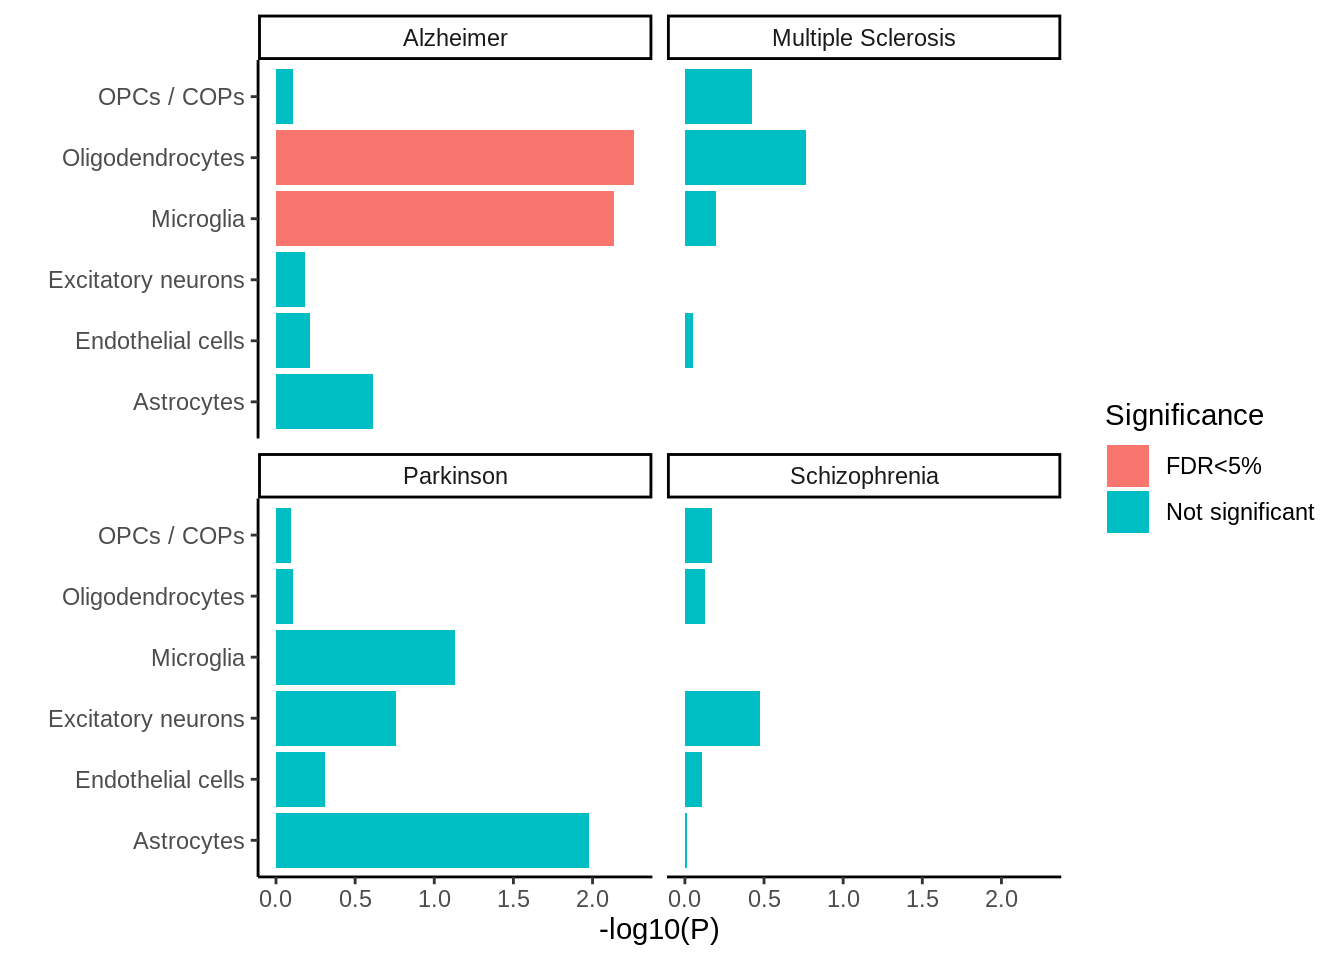 Alzheimer
Multiple Sclerosis
OPCs / COPs
Oligodendrocytes
Microglia
Excitatory neurons
Endothelial cells
Astrocytes
Parkinson
Schizophrenia
OPCs / COPs
Oligodendrocytes
Microglia
Excitatory neurons
Endothelial cells
Astrocytes
0.0 0.5 1.0 1.5 2.0
0.0 0.5 1.0 1.5 2.0
-log10(P)
Significance
FDR<5%
Not significant